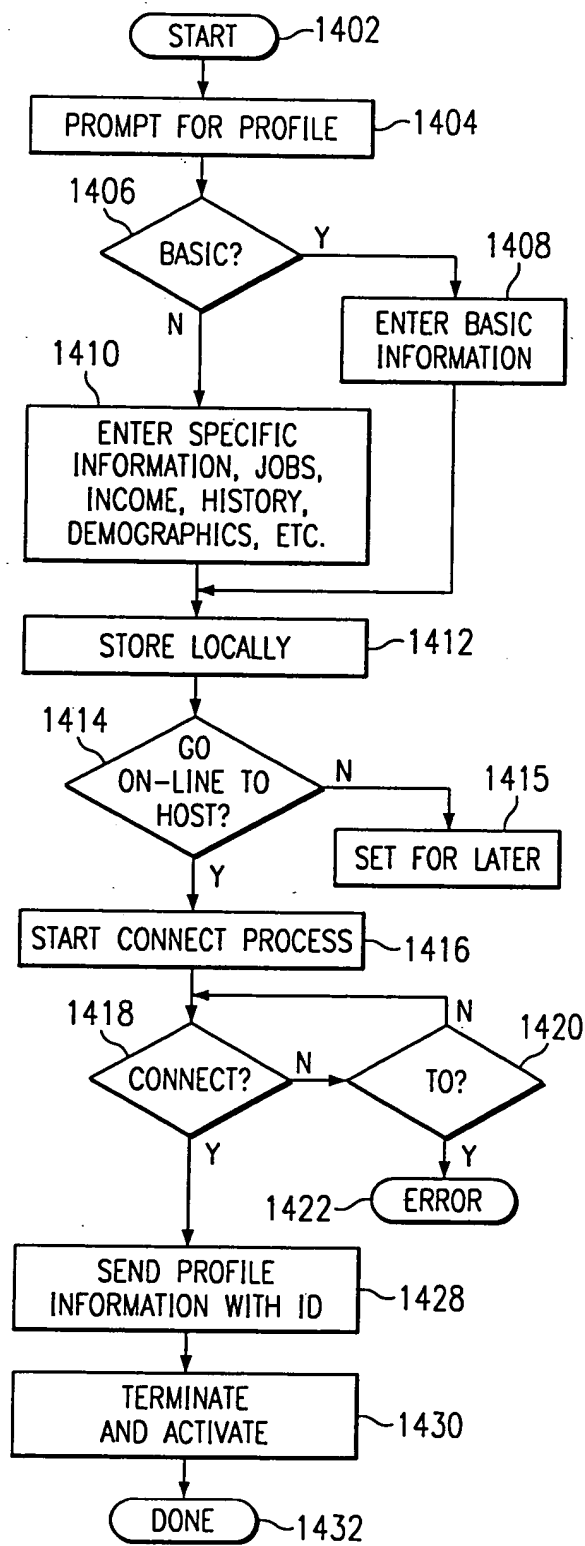 START
1402
PROMPT FOR PROFILE
1404
1406
BASIC?
Y
N
1408
ENTER BASIC
INFORMATION
1410
ENTER SPECIFIC
INFORMATION, JOBS,
INCOME, HISTORY,
DEMOGRAPHICS, ETC.
STORE LOCALLY
1412
1414
GO
ON-LINE TO
HOST?
N
Y
1415
SET FOR LATER
START CONNECT PROCESS
1416
1418
CONNECT?
N
Y
N
1420
TO?
Y
1422
ERROR
SEND PROFILE
INFORMATION WITH ID
1428
TERMINATE
AND ACTIVATE
1430
DONE
1432